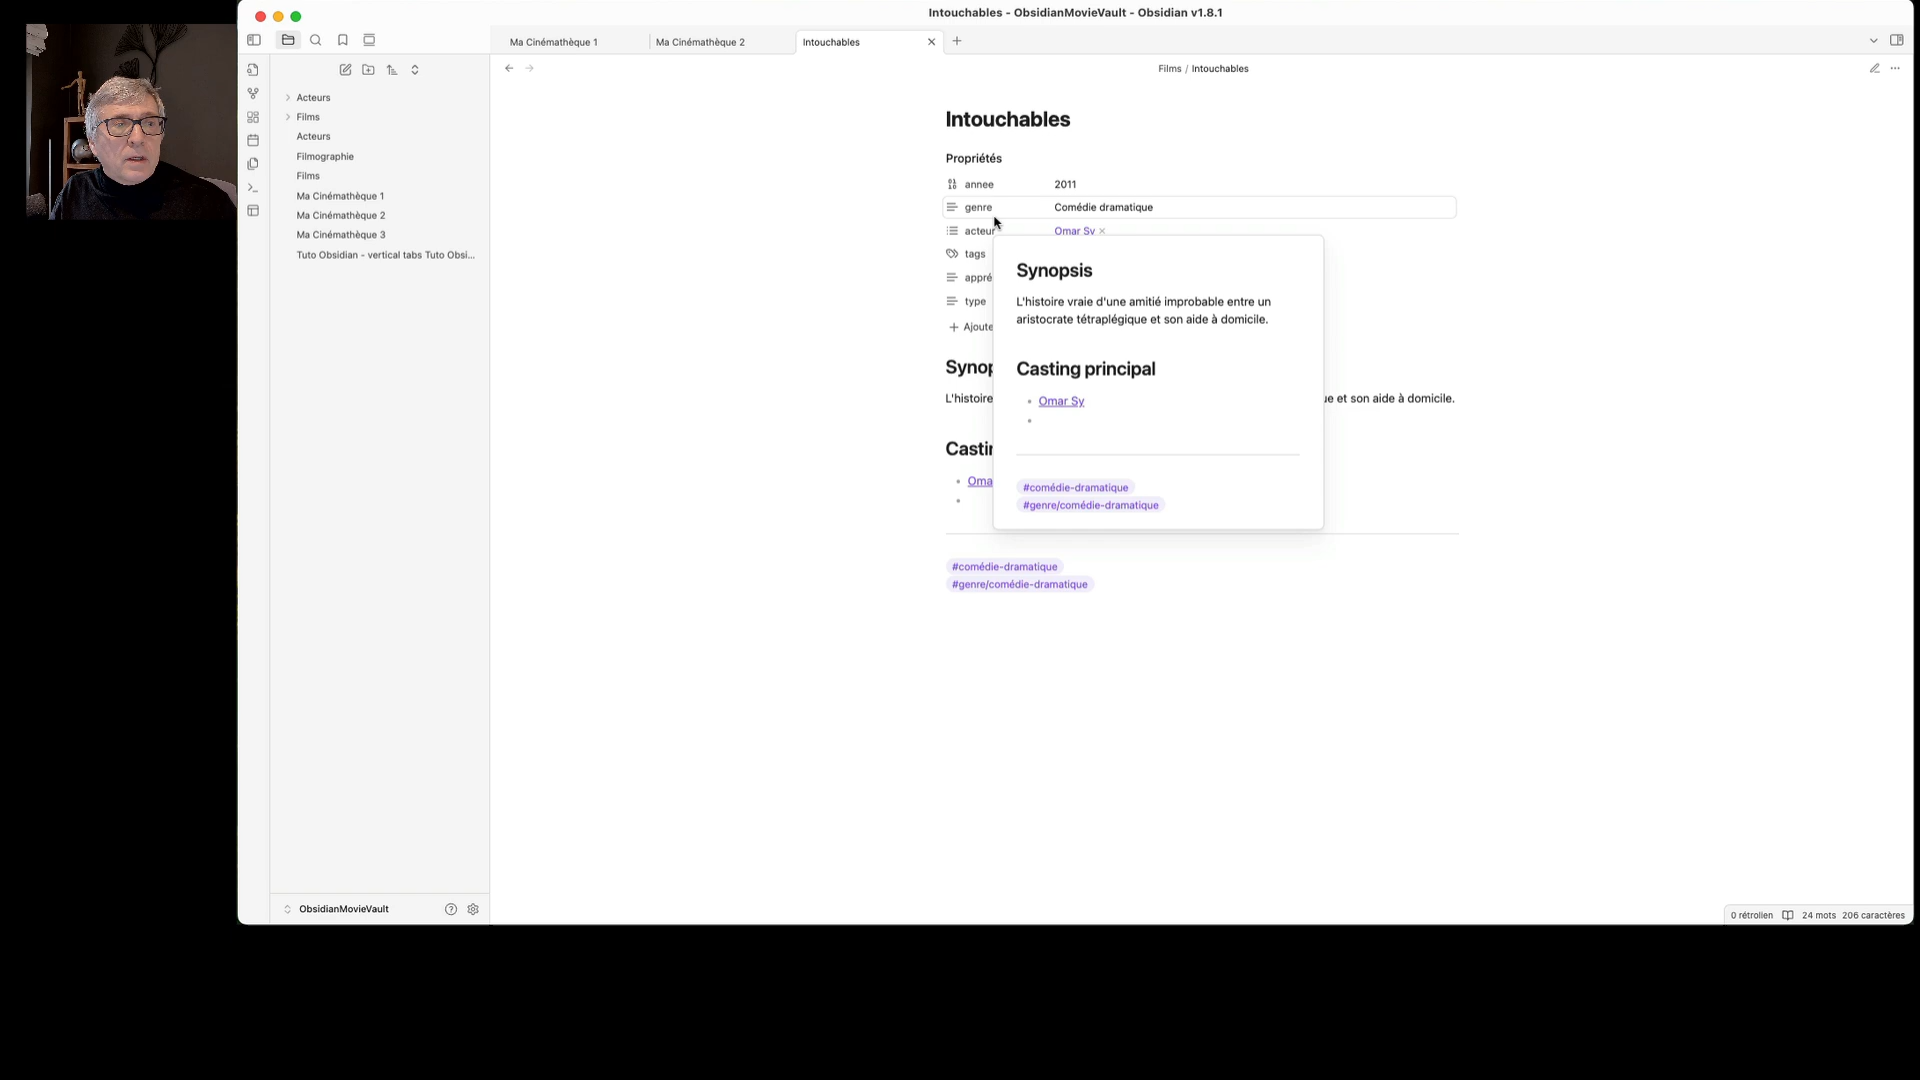 Intouchables - ObsidianMovieVault - Obsidian v1.8.1
Ma Cinémathèque 1
Ma Cinémathèque 2
Intouchables
Films / Intouchables
Acteurs
Films
Acteurs
Filmographie
Films
Ma Cinémathèque 1
Ma Cinémathèque 2
Ma Cinémathèque 3
Tuto Obsidian - vertical tabs Tuto Obsi...
ObsidianMovieVault
Intouchables
Propriétés
annee 2011
genre Comédie dramatique
acteur Omar Sy
tags
appré
type
Ajoute
Synop
L'histoire ue et son aide à domicile.
Castin
Oma
#comédie-dramatique
#genre/comédie-dramatique
Synopsis
L'histoire vraie d'une amitié improbable entre un
aristocrate tétraplégique et son aide à domicile.
Casting principal
Omar Sy
#comédie-dramatique
#genre/comédie-dramatique
0 rétrolien 24 mots 206 caractères